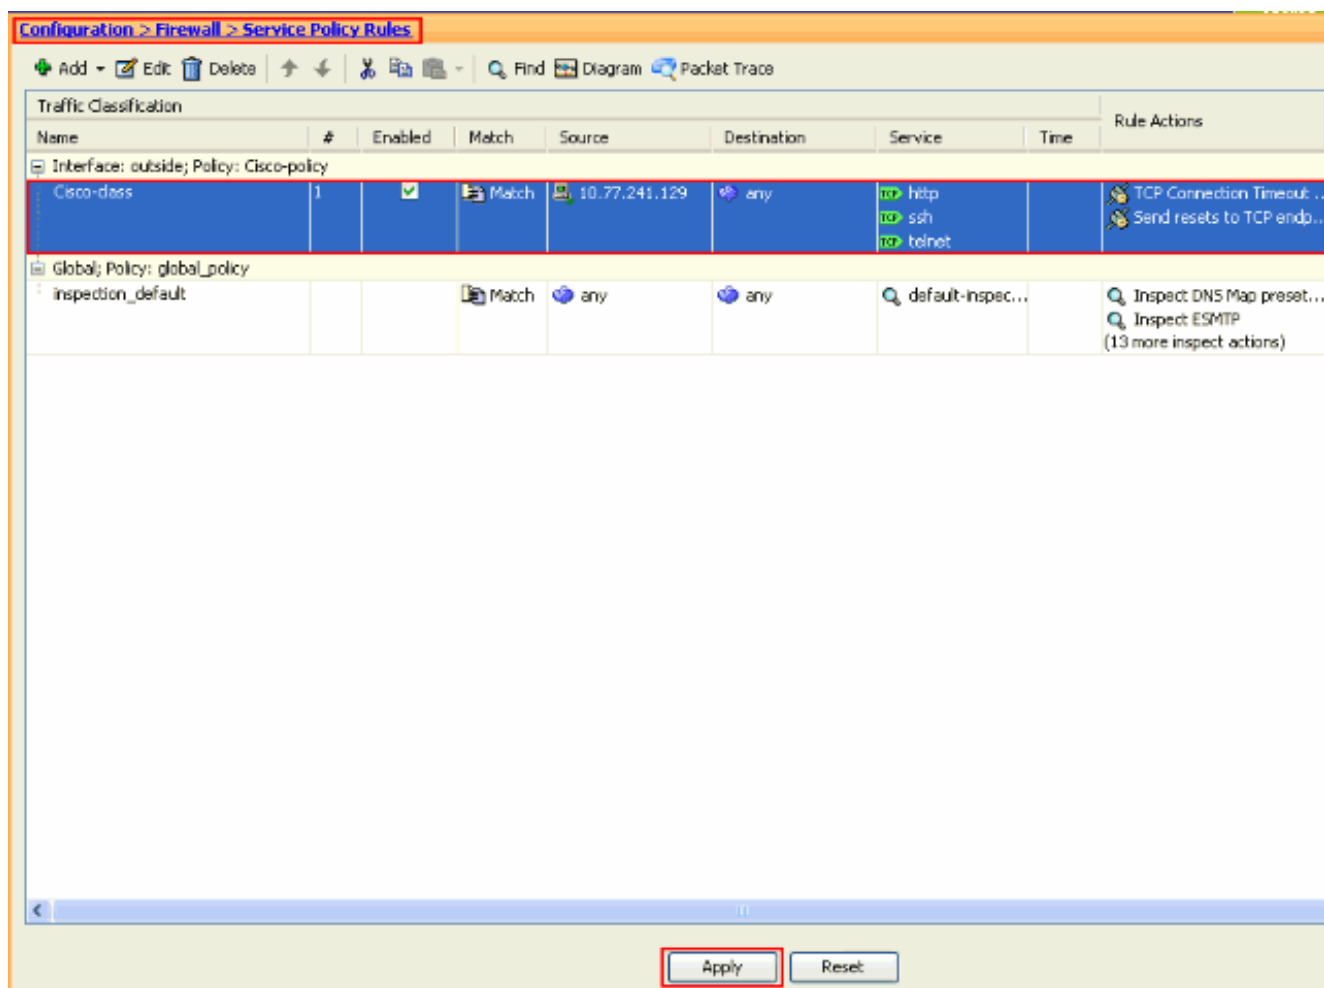 Configuration > Firewall > Service Policy Rules
Add Edit Delete Find Diagram Packet Trace
Traffic Classification
Rule Actions
Name # Enabled Match Source Destination Service Time
Interface: outside; Policy: Cisco-policy
Cisco-class 1 Match 10.77.241.129 any TCP http TCP Connection Timeout ...
TCP ssh Send resets to TCP endp...
TCP telnet
Global; Policy: global_policy
inspection_default Match any any default-inspec... Inspect DNS Map preset...
Inspect ESMTP
(13 more inspect actions)
Apply Reset